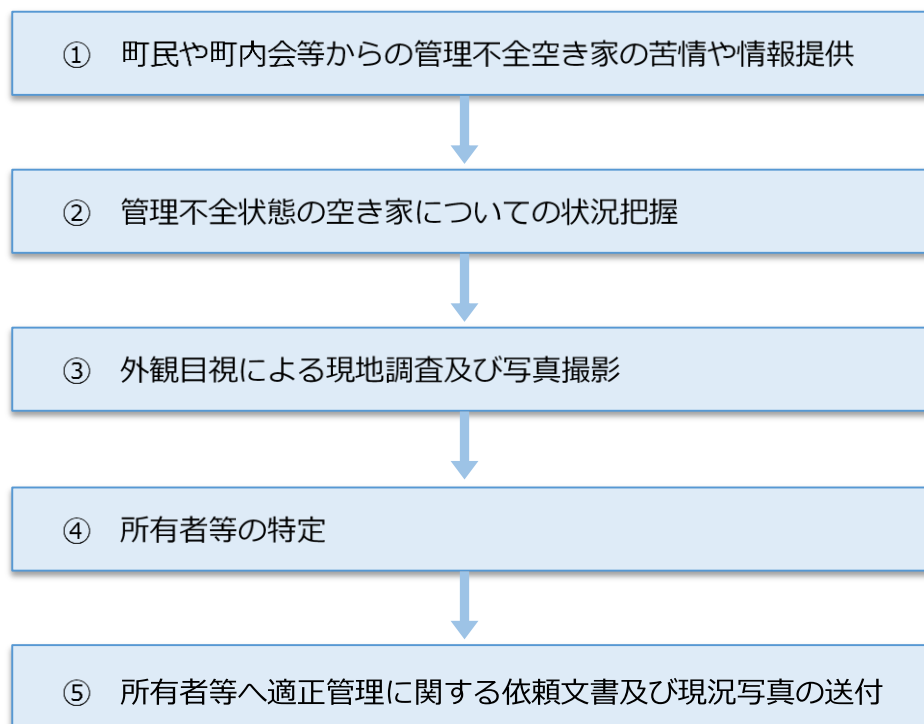 ① 町民や町内会等からの管理不全空き家の苦情や情報提供
② 管理不全状態の空き家についての状況把握
③ 外観目視による現地調査及び写真撮影
④ 所有者等の特定
⑤ 所有者等へ適正管理に関する依頼文書及び現況写真の送付